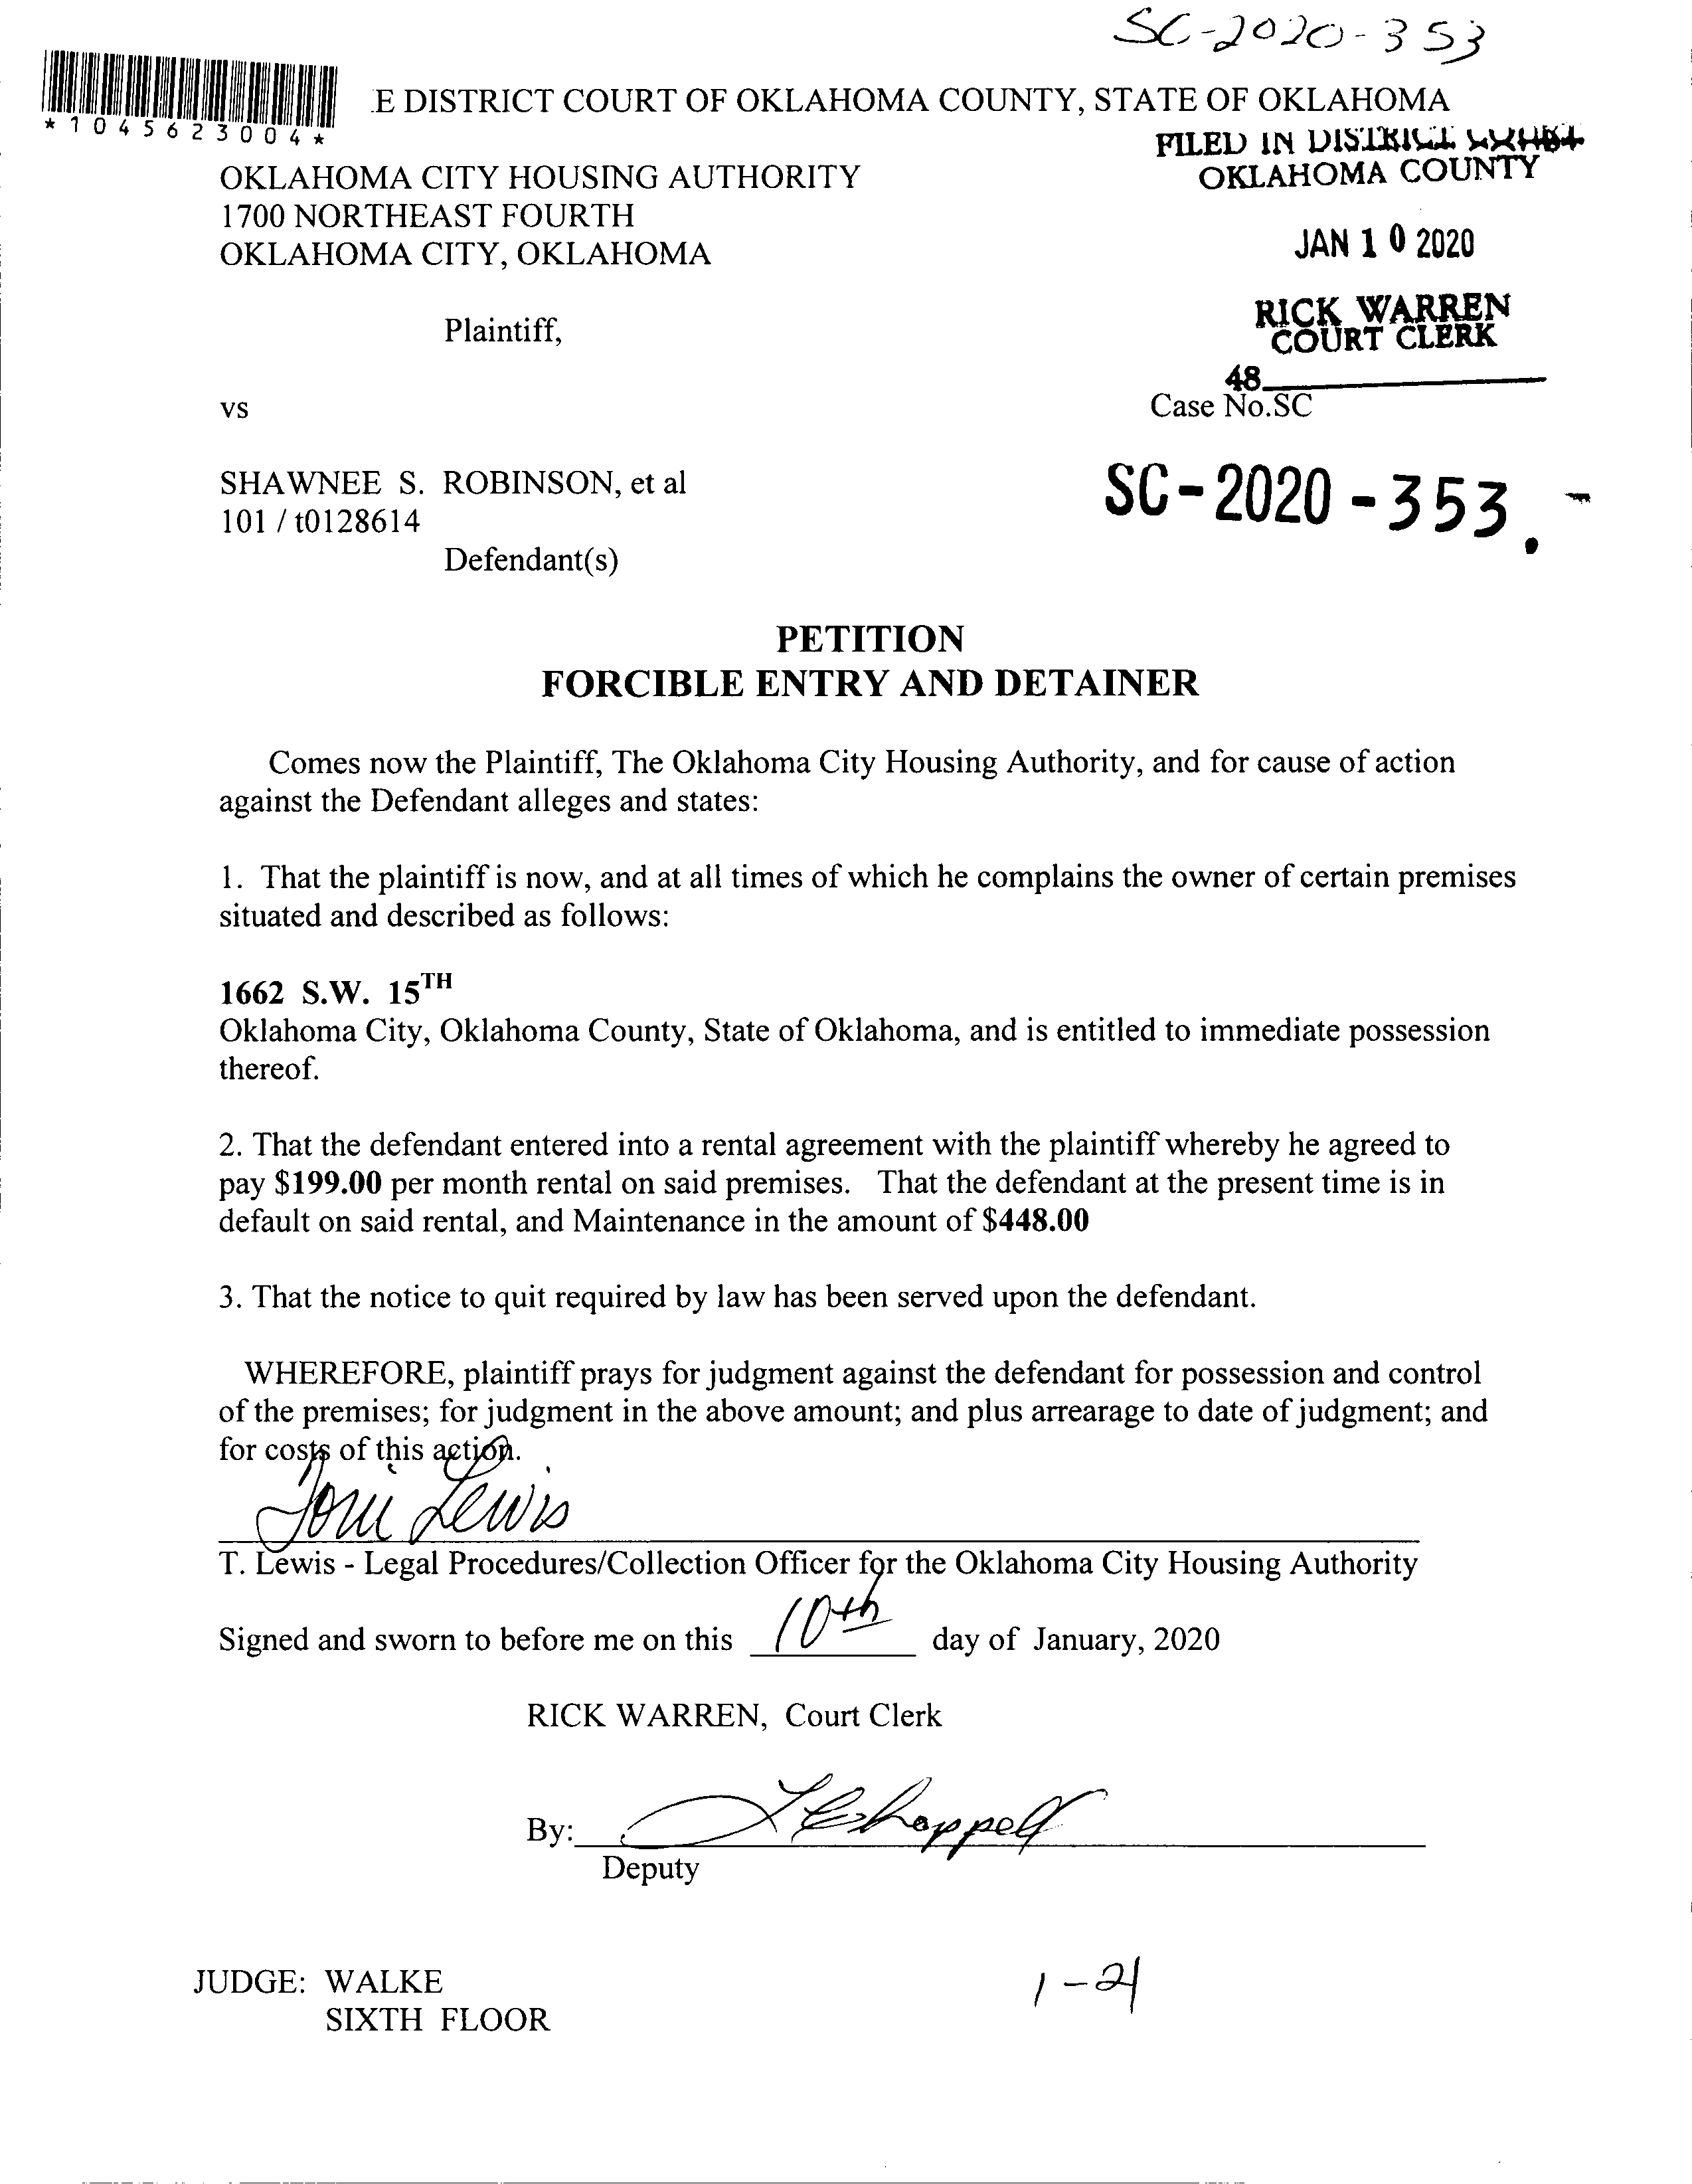 SC-2020-353
*1045623004*
E DISTRICT COURT OF OKLAHOMA COUNTY, STATE OF OKLAHOMA
FILED IN DISTRICT COURT
OKLAHOMA COUNTY
OKLAHOMA CITY HOUSING AUTHORITY
1700 NORTHEAST FOURTH
OKLAHOMA CITY, OKLAHOMA
JAN 10 2020
RICK WARREN
COURT CLERK
Plaintiff,
48
vs
Case No.SC
SHAWNEE S. ROBINSON, et al
101 / t0128614
SC-2020-353
Defendant(s)
PETITION
FORCIBLE ENTRY AND DETAINER
Comes now the Plaintiff, The Oklahoma City Housing Authority, and for cause of action
against the Defendant alleges and states:
1. That the plaintiff is now, and at all times of which he complains the owner of certain premises
situated and described as follows:
1662 S.W. 15TH
Oklahoma City, Oklahoma County, State of Oklahoma, and is entitled to immediate possession
thereof.
2. That the defendant entered into a rental agreement with the plaintiff whereby he agreed to
pay $199.00 per month rental on said premises. That the defendant at the present time is in
default on said rental, and Maintenance in the amount of $448.00
3. That the notice to quit required by law has been served upon the defendant.
WHEREFORE, plaintiff prays for judgment against the defendant for possession and control
of the premises; for judgment in the above amount; and plus arrearage to date of judgment; and
for costs of this action.
Toni Lewis
T. Lewis - Legal Procedures/Collection Officer for the Oklahoma City Housing Authority
Signed and sworn to before me on this 10th day of January, 2020
RICK WARREN, Court Clerk
By: Chappell
Deputy
JUDGE: WALKE
SIXTH FLOOR
1-21